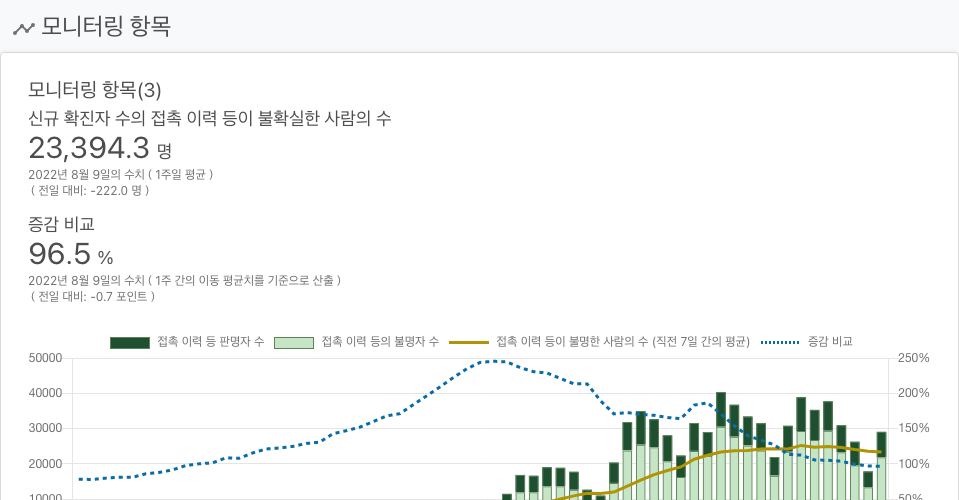 모니터링 항목
모니터링 항목(3)
신규 확진자 수의 접촉 이력 등이 불확실한 사람의 수
23,394.3 명
2022년 8월 9일의 수치 ( 1주일 평균 )
( 전일 대비: -222.0 명 )
증감 비교
96.5 %
2022년 8월 9일의 수치 ( 1주 간의 이동 평균치를 기준으로 산출 )
( 전일 대비: -0.7 포인트 )
접촉 이력 등 판명자 수 접촉 이력 등의 불명자 수 접촉 이력 등이 불명한 사람의 수 (직전 7일 간의 평균) 증감 비교
50000 250%
40000 200%
30000 150%
20000 100%
10000 50%